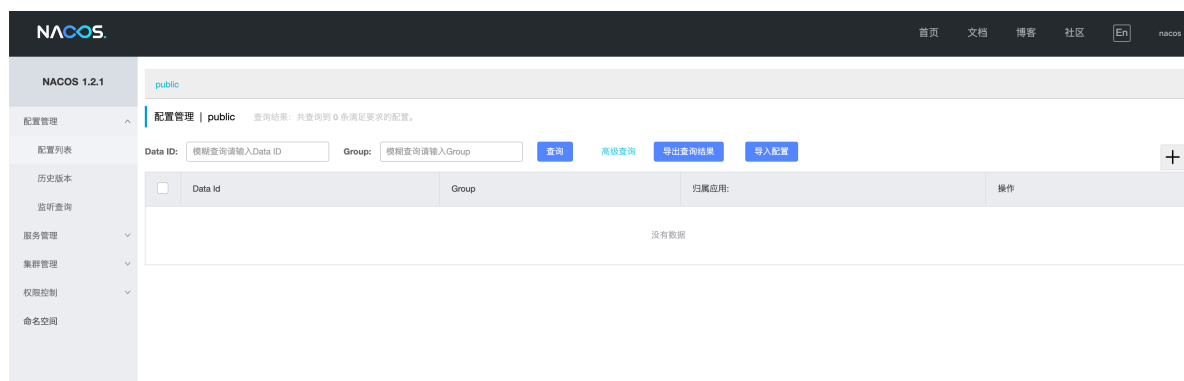 NACOS.
首页 文档 博客 社区 En nacos
NACOS 1.2.1
public
配置管理
配置管理 | public 查询结果：共查询到 0 条满足要求的配置。
配置列表
Data ID: 模糊查询请输入Data ID Group: 模糊查询请输入Group 查询 高级查询 导出查询结果 导入配置
历史版本
Data Id Group 归属应用: 操作
监听查询
服务管理
没有数据
集群管理
权限控制
命名空间